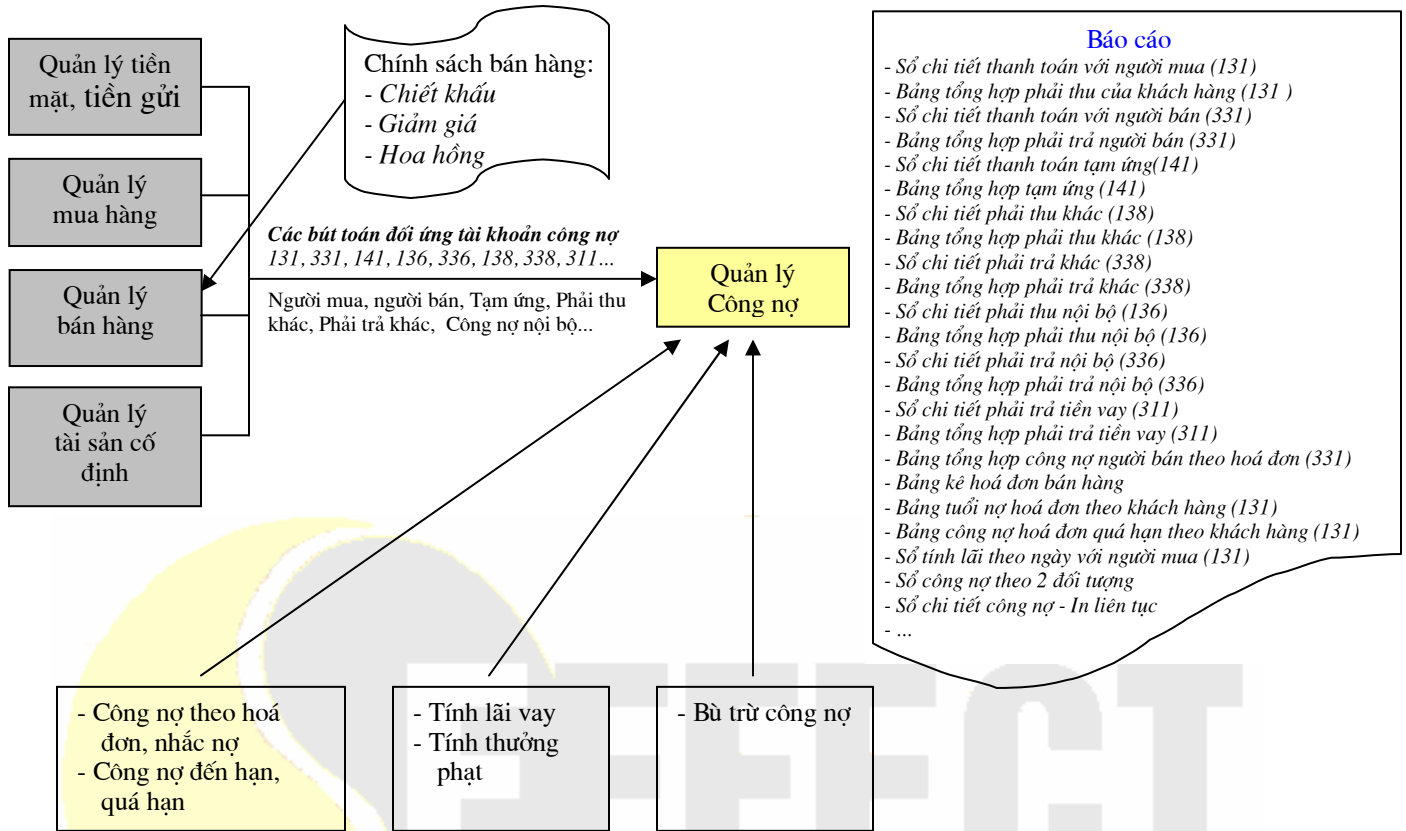 Quản lý tiền
mặt, tiền gửi
Quản lý
mua hàng
Quản lý
bán hàng
Quản lý
tài sản cố
định
Chính sách bán hàng:
- Chiết khấu
- Giảm giá
- Hoa hồng
Các bút toán đối ứng tài khoản công nợ
131, 331, 141, 136, 336, 138, 338, 311...
Người mua, người bán, Tạm ứng, Phải thu
khác, Phải trả khác, Công nợ nội bộ...
Quản lý
Công nợ
- Công nợ theo hoá
đơn, nhắc nợ
- Công nợ đến hạn,
quá hạn
- Tính lãi vay
- Tính thưởng
phạt
- Bù trừ công nợ
Báo cáo
- Sổ chi tiết thanh toán với người mua (131)
- Bảng tổng hợp phải thu của khách hàng (131 )
- Sổ chi tiết thanh toán với người bán (331)
- Bảng tổng hợp phải trả người bán (331)
- Sổ chi tiết thanh toán tạm ứng(141)
- Bảng tổng hợp tạm ứng (141)
- Sổ chi tiết phải thu khác (138)
- Bảng tổng hợp phải thu khác (138)
- Sổ chi tiết phải trả khác (338)
- Bảng tổng hợp phải trả khác (338)
- Sổ chi tiết phải thu nội bộ (136)
- Bảng tổng hợp phải thu nội bộ (136)
- Sổ chi tiết phải trả nội bộ (336)
- Bảng tổng hợp phải trả nội bộ (336)
- Sổ chi tiết phải trả tiền vay (311)
- Bảng tổng hợp phải trả tiền vay (311)
- Bảng tổng hợp công nợ người bán theo hoá đơn (331)
- Bảng kê hoá đơn bán hàng
- Bảng tuổi nợ hoá đơn theo khách hàng (131)
- Bảng công nợ hoá đơn quá hạn theo khách hàng (131)
- Sổ tính lãi theo ngày với người mua (131)
- Sổ công nợ theo 2 đối tượng
- Sổ chi tiết công nợ - In liên tục
- ...
EFFECT